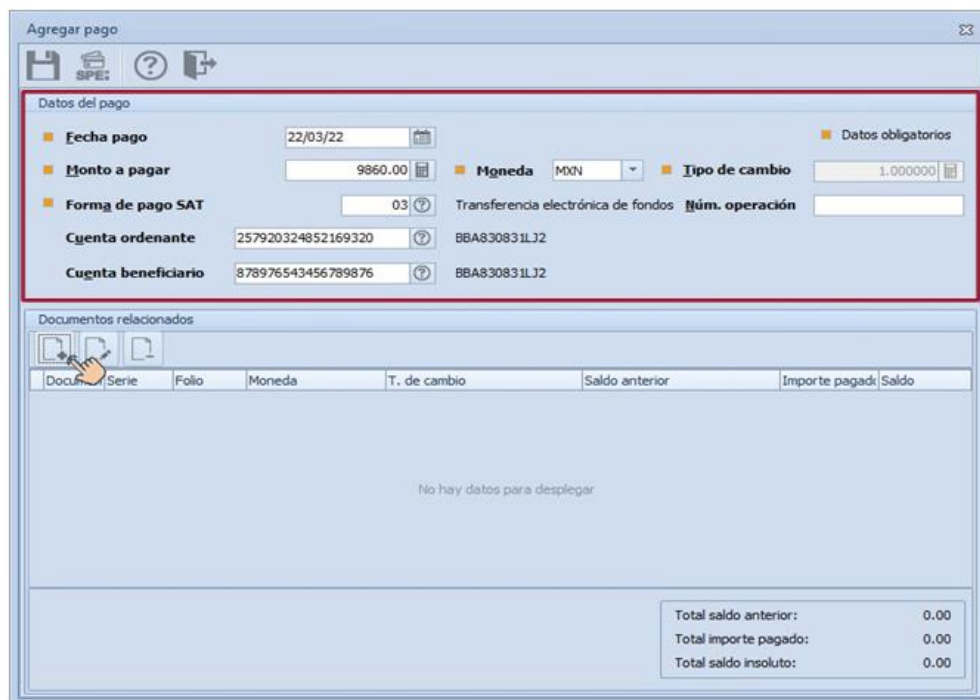 Agregar pago
SPEI
Datos del pago
Fecha pago 22/03/22 Datos obligatorios
Monto a pagar 9860.00 Moneda MXN Tipo de cambio 1.000000
Forma de pago SAT 03 Transferencia electrónica de fondos Núm. operación
Cuenta ordenante 257920324852169320 BBA830831LJ2
Cuenta beneficiario 878976543456789876 BBA830831LJ2
Documentos relacionados
Serie Folio Moneda T. de cambio Saldo anterior Importe pagad Saldo
No hay datos para desplegar
Total saldo anterior: 0.00
Total importe pagado: 0.00
Total saldo insoluto: 0.00